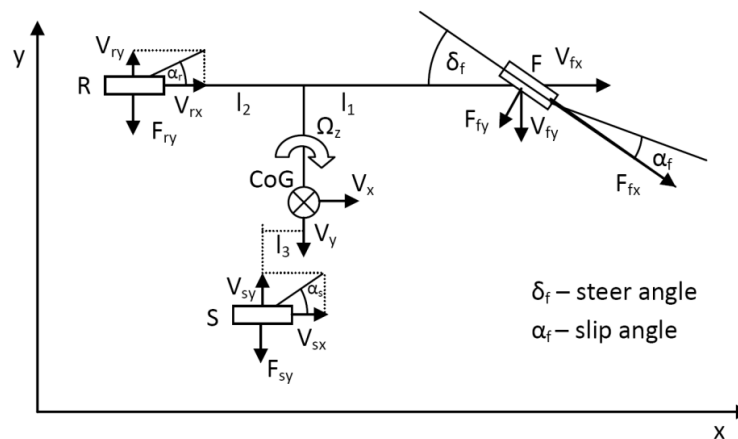 y
V_ry
α_r
R
V_rx
l_2
l_1
F_ry
δ_f
F
V_fx
F_fy
V_fy
α_f
F_fx
Ω_z
CoG
V_x
V_y
l_3
V_sy
α_s
S
V_sx
F_sy
δ_f – steer angle
α_f – slip angle
x